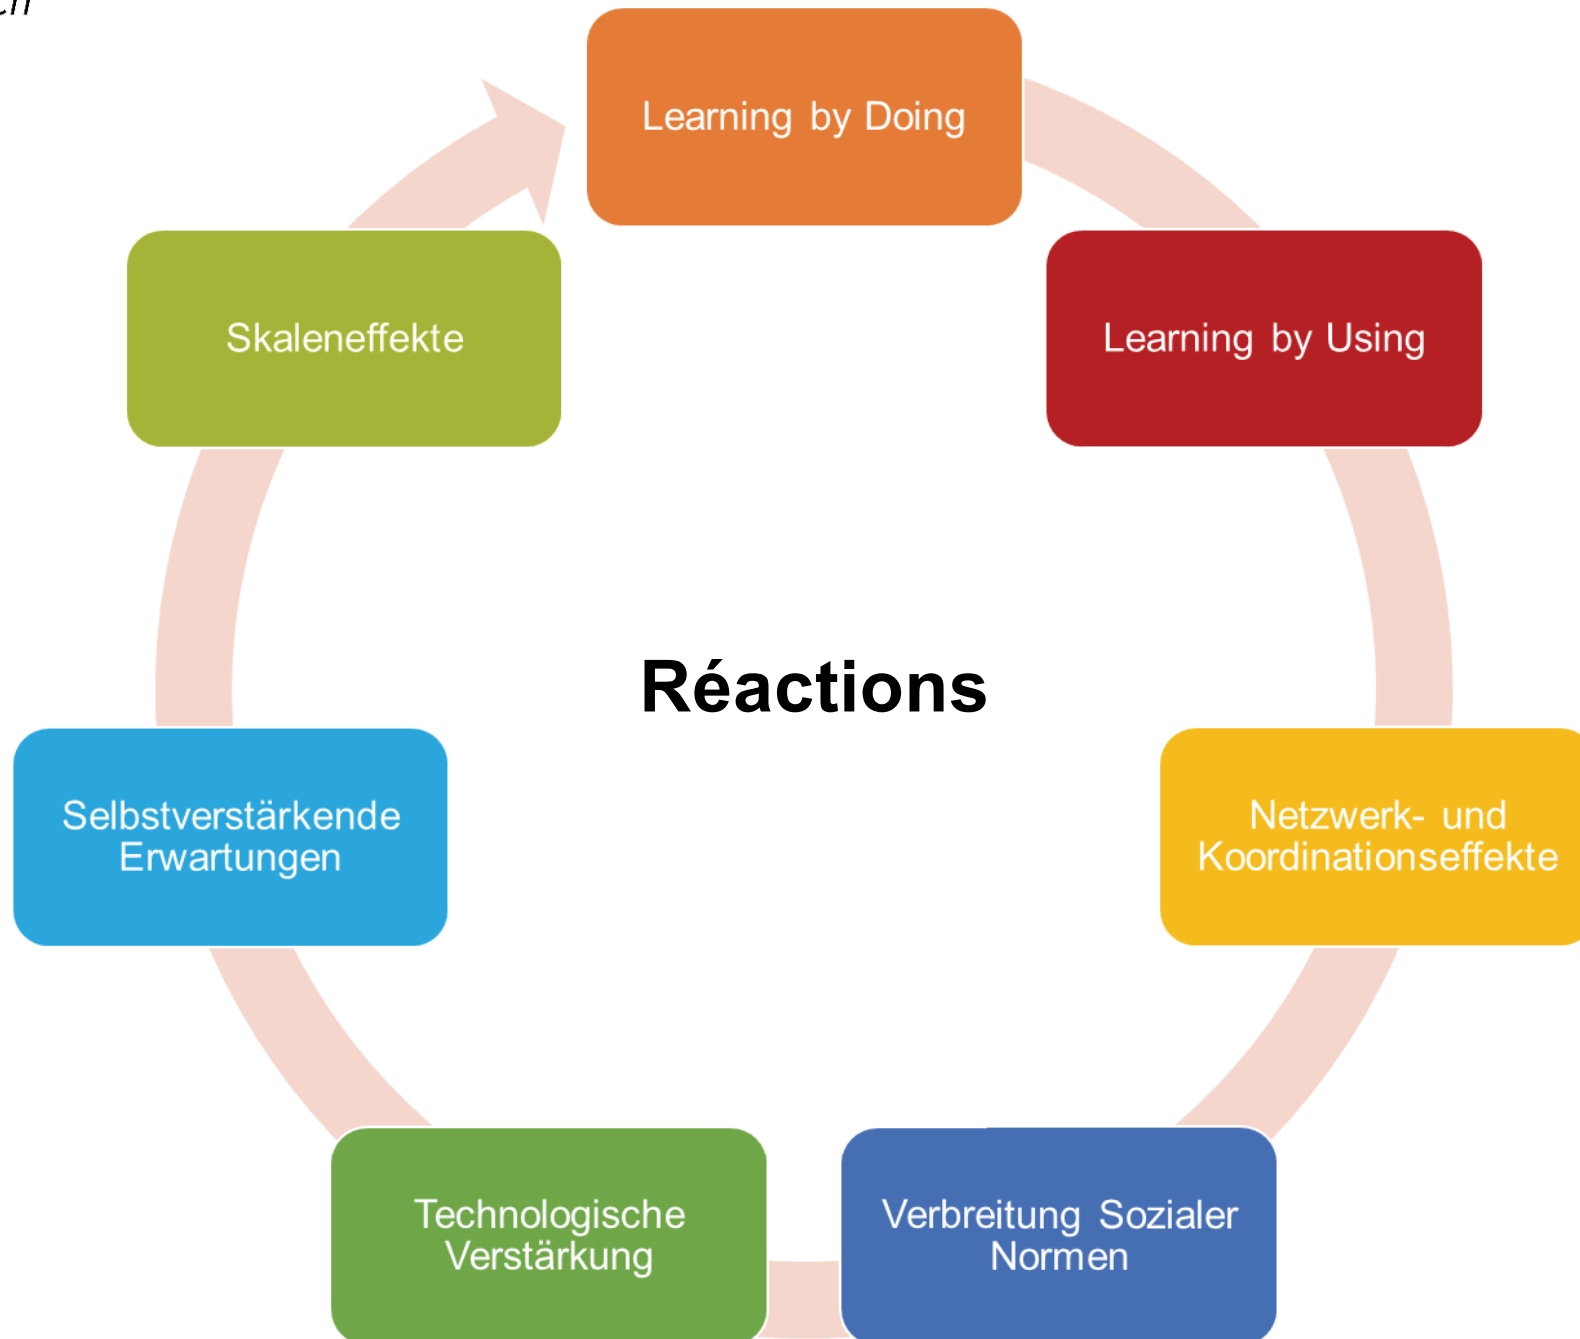 Learning by Doing
Learning by Using
Skaleneffekte
Réactions
Selbstverstärkende
Erwartungen
Netzwerk- und
Koordinationseffekte
Technologische
Verstärkung
Verbreitung Sozialer
Normen